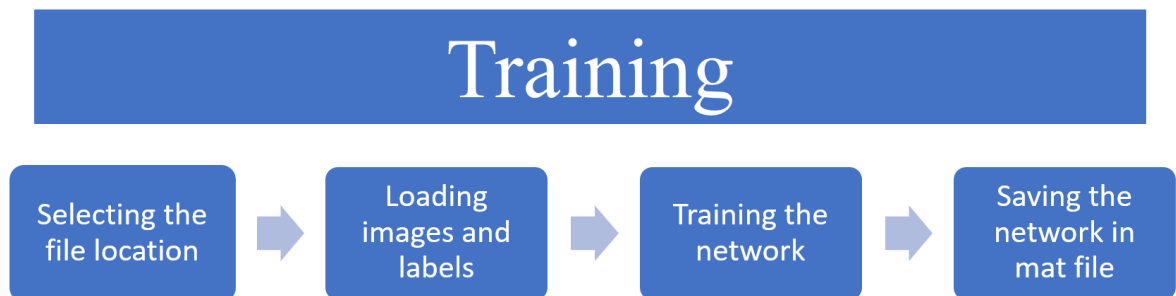 Training
Selecting the
file location
Loading
images and
labels
Training the
network
Saving the
network in
mat file